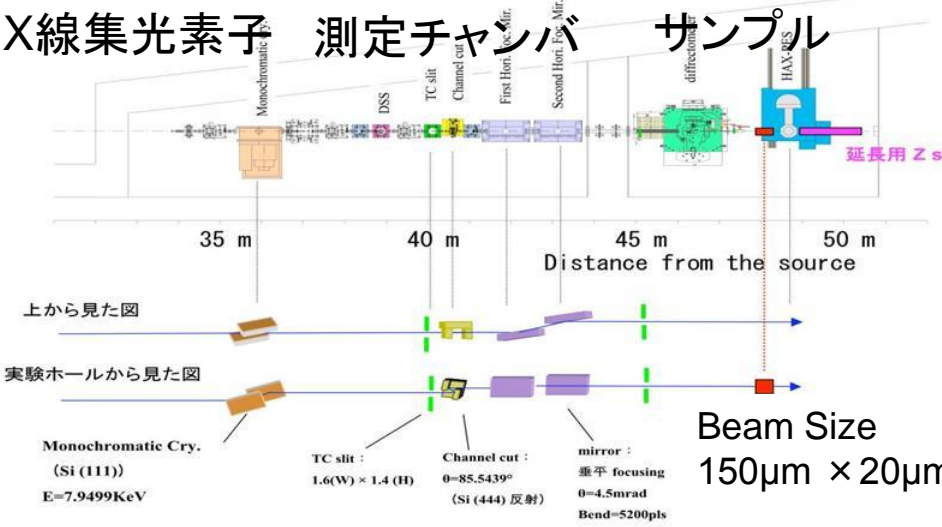 X線集光素子 測定チャンバ サンプル
Monochromatic Cry.
DSS
TC slit
Channel cut
First Hori. Foc. Mir.
Second Hori. Foc. Mir.
diffrectometer
HAX-PES
延長用 Z s
35 m 40 m 45 m 50 m
Distance from the source
上から見た図
実験ホールから見た図
Monochromatic Cry.
(Si (111))
E=7.9499KeV
TC slit :
1.6(W) × 1.4 (H)
Channel cut :
θ=85.5439°
(Si (444) 反射)
mirror :
垂平 focusing
θ=4.5mrad
Bend=5200pls
Beam Size
150μm ×20μm